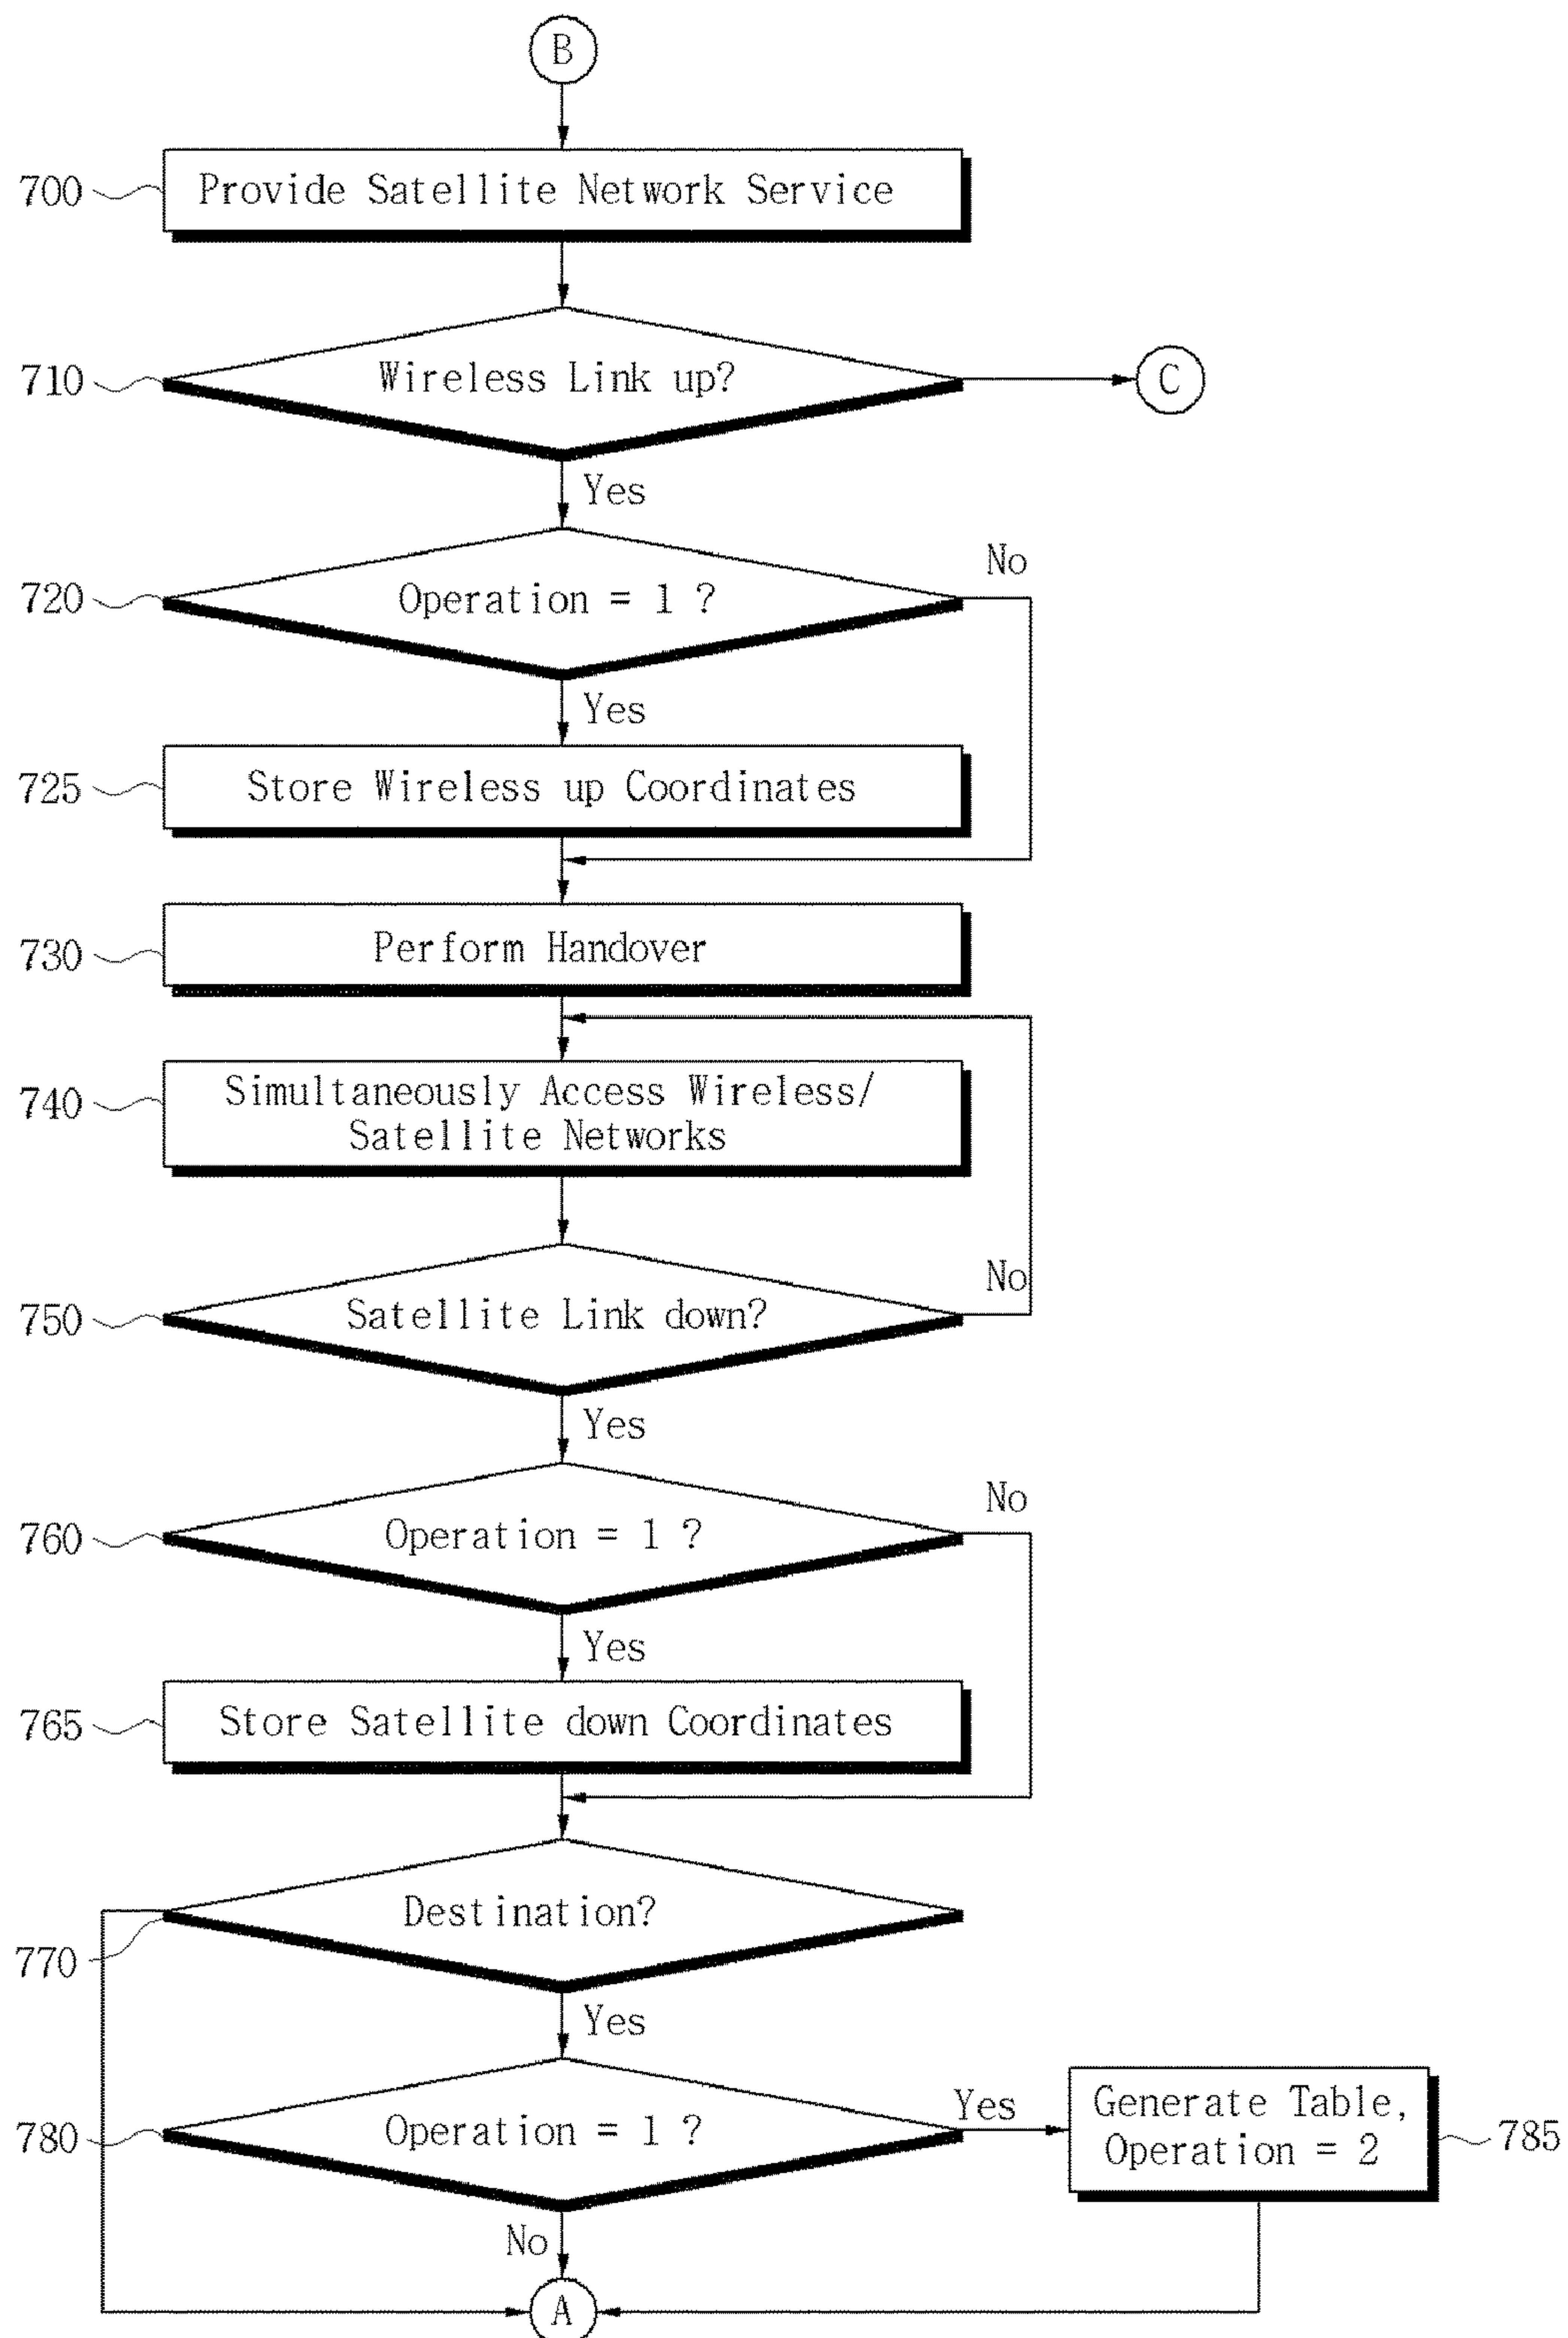 B
700
Provide Satellite Network Service
710
Wireless Link up?
C
Yes
720
Operation = 1 ?
No
Yes
725
Store Wireless up Coordinates
730
Perform Handover
740
Simultaneously Access Wireless/
Satellite Networks
750
Satellite Link down?
No
Yes
760
Operation = 1 ?
No
Yes
765
Store Satellite down Coordinates
770
Destination?
Yes
780
Operation = 1 ?
Yes
Generate Table,
Operation = 2
785
No
A